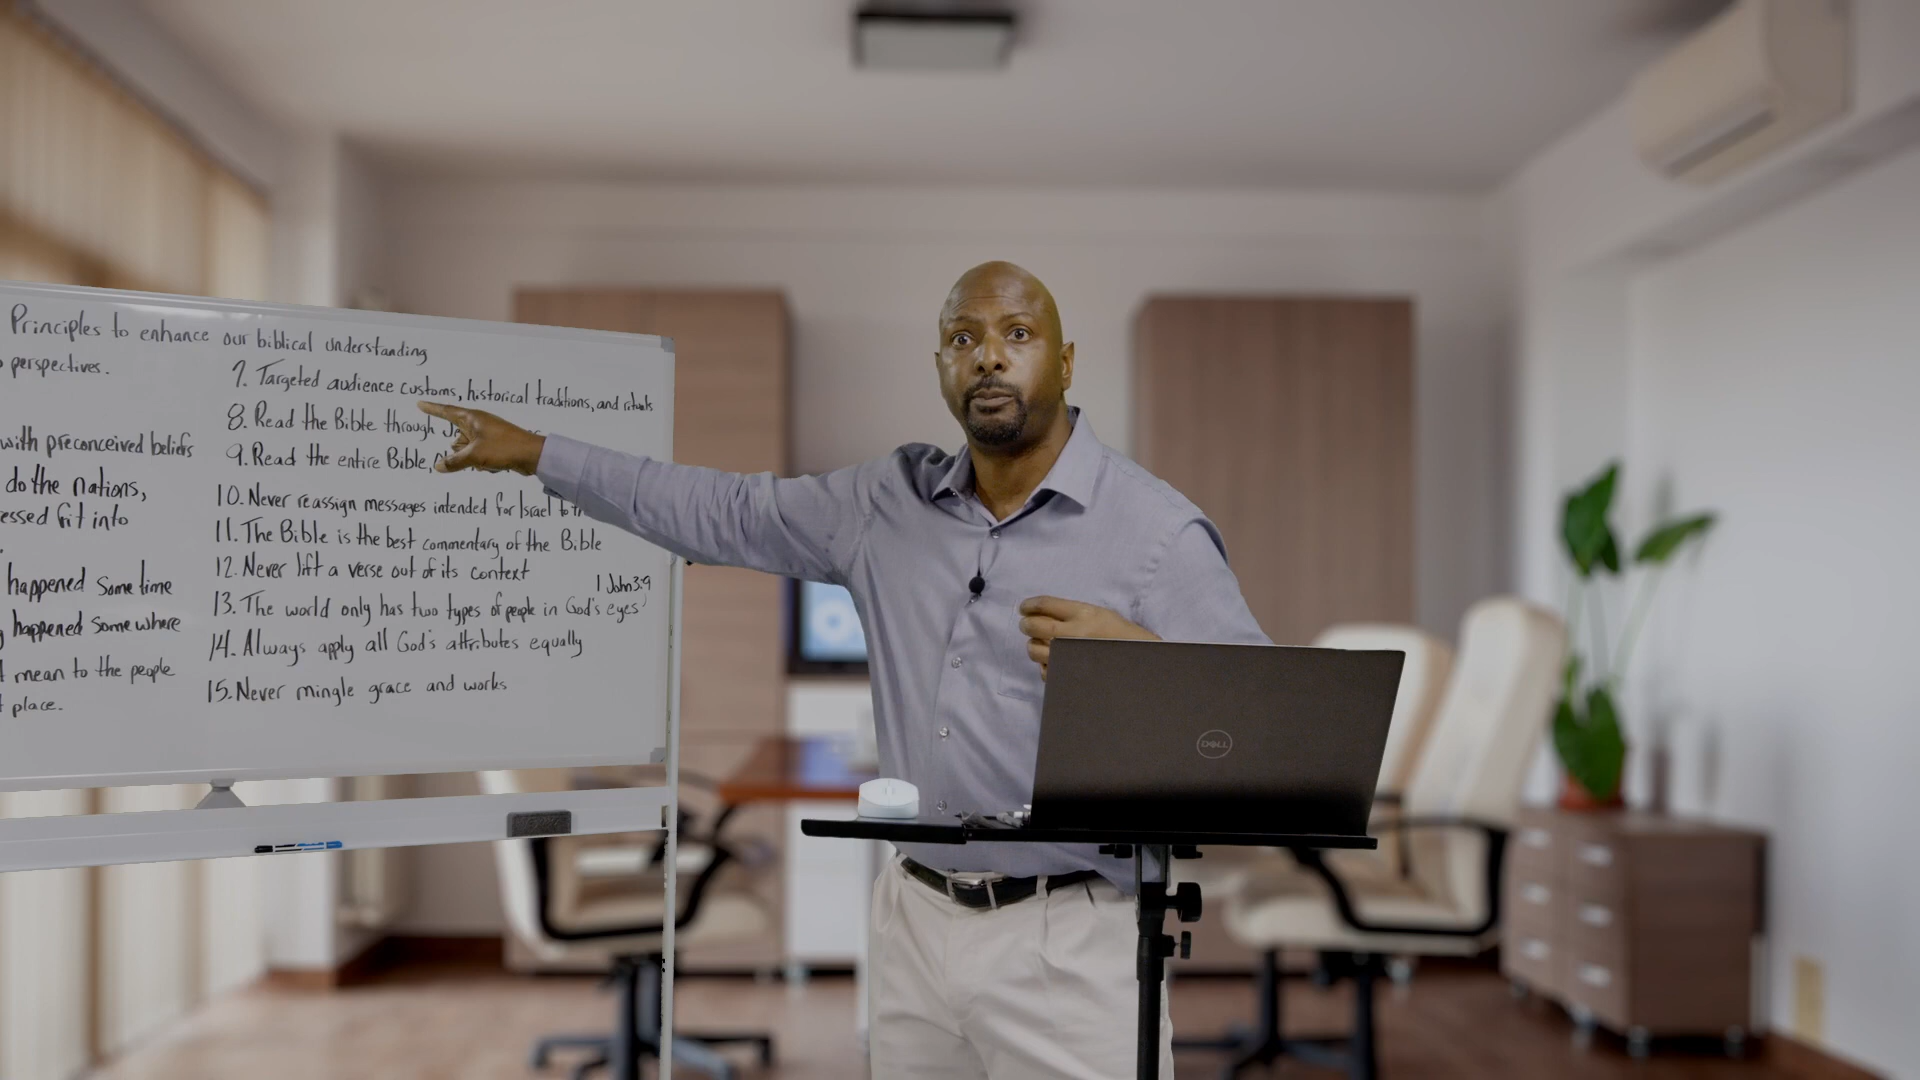 Principles to enhance our biblical understanding
perspectives.
with preconceived beliefs
do the nations,
essed fit into
happened Some time
happened Some where
mean to the people
place.
7. Targeted audience customs, historical traditions, and rituals
8. Read the Bible through
9. Read the entire Bible,
10. Never reassign messages intended for Israel to
11. The Bible is the best commentary of the Bible
12. Never lift a verse out of its context
1 John 3:9
13. The world only has two types of people in God's eyes
14. Always apply all God's attributes equally
15. Never mingle grace and works
DELL